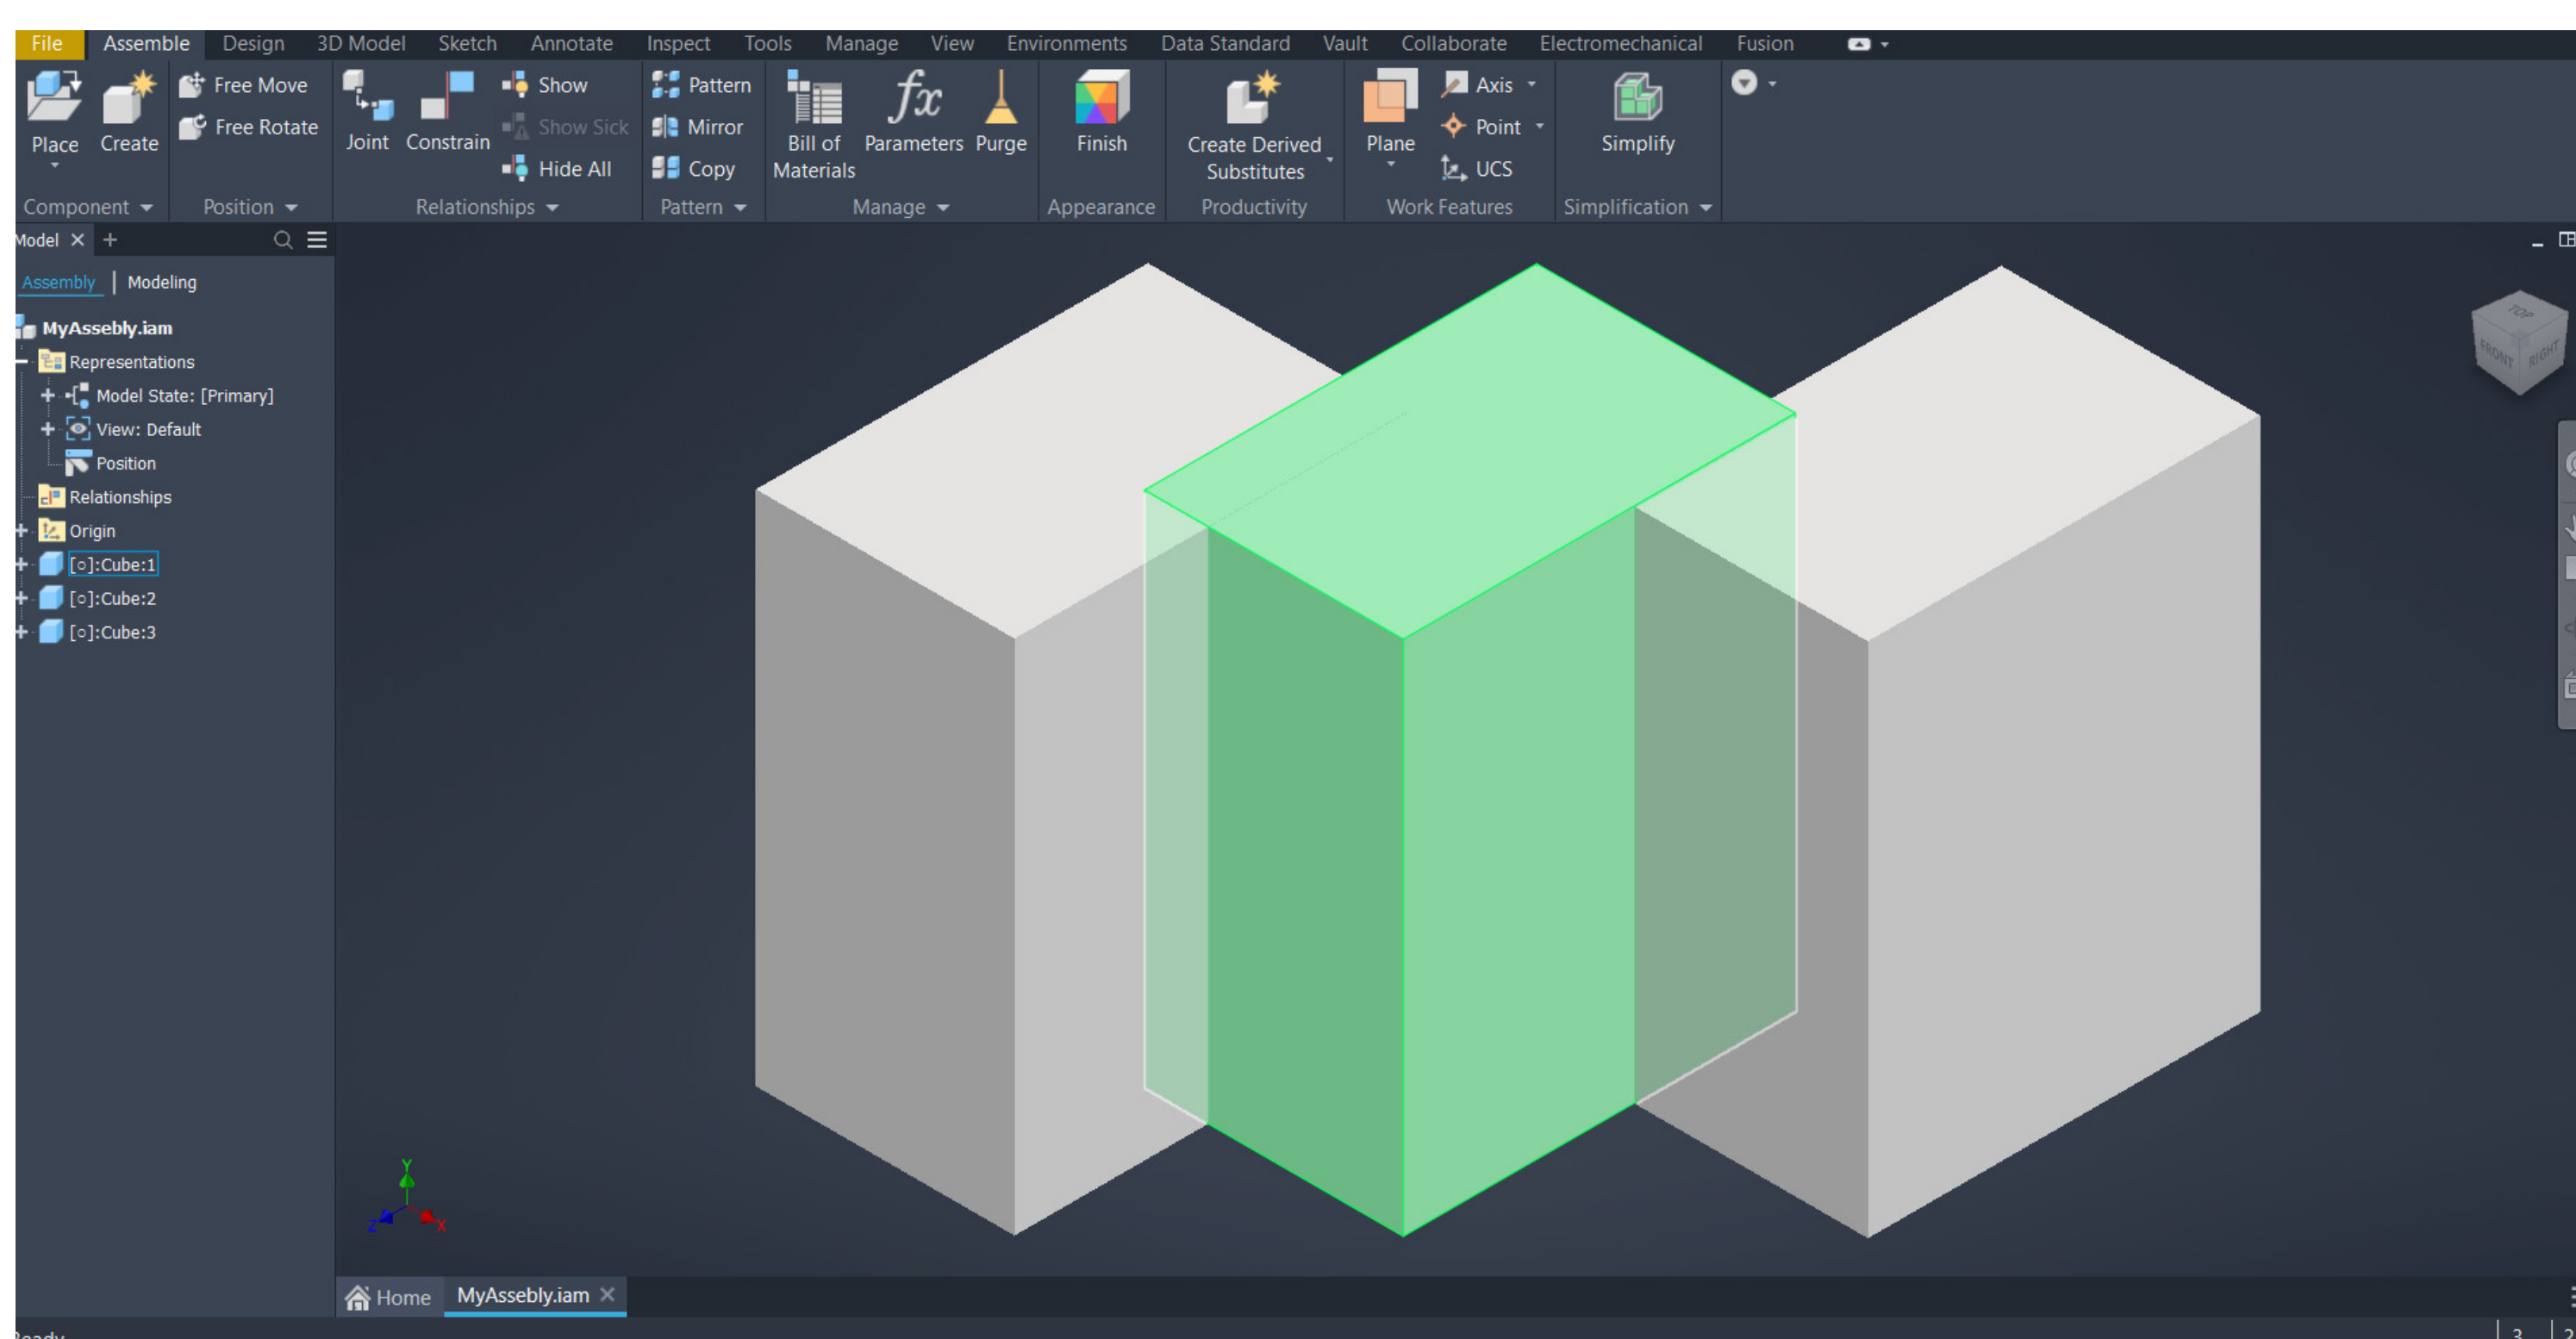 File Assemble Design 3D Model Sketch Annotate Inspect Tools Manage View Environments Data Standard Vault Collaborate Electromechanical Fusion
Place
Create
Free Move
Free Rotate
Joint
Constrain
Show
Show Sick
Hide All
Pattern
Mirror
Copy
Bill of
Materials
Parameters
Purge
Finish
Create Derived
Substitutes
Plane
Axis
Point
UCS
Simplify
Component Position Relationships Pattern Manage Appearance Productivity Work Features Simplification
Model
Assembly | Modeling
MyAssebly.iam
Representations
Model State: [Primary]
View: Default
Position
Relationships
Origin
[○]:Cube:1
[○]:Cube:2
[○]:Cube:3
TOP
FRONT RIGHT
Y
Z X
Home MyAssebly.iam
3